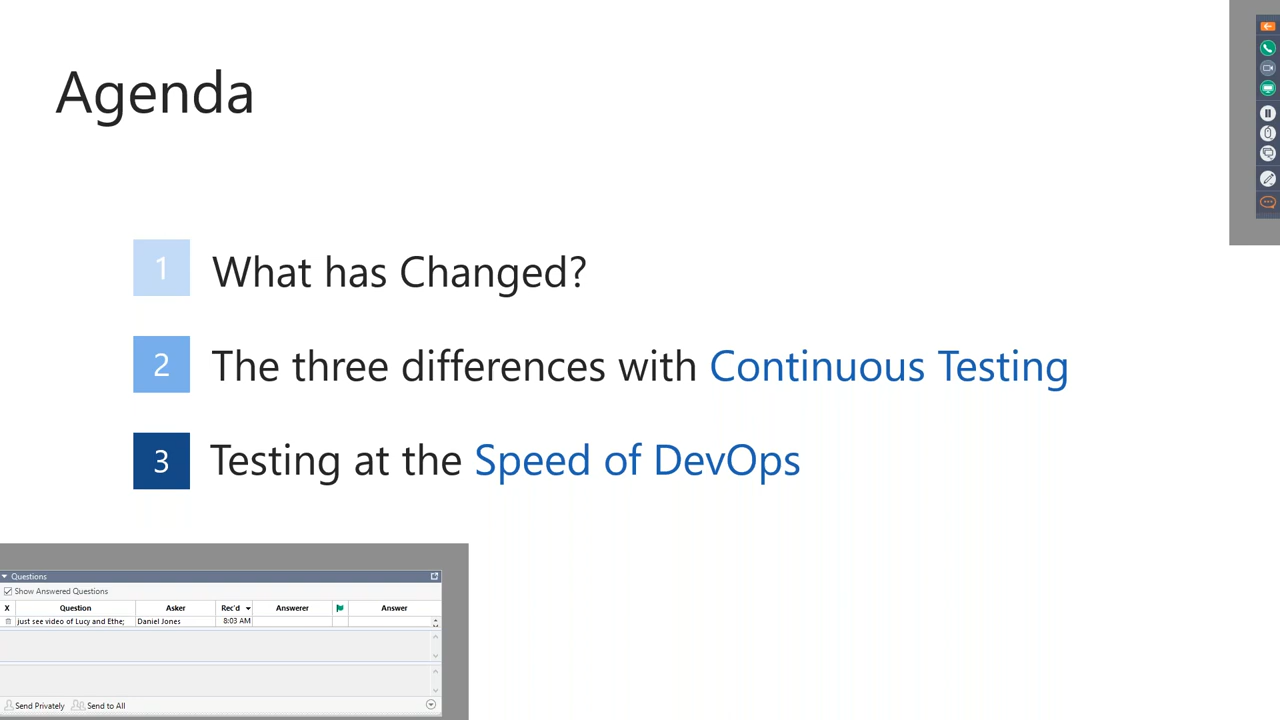 Agenda
1 What has Changed?
2 The three differences with Continuous Testing
3 Testing at the Speed of DevOps
Questions
Show Answered Questions
X Question Asker Rec'd Answerer Answer
just see video of Lucy and Ethe; Daniel Jones 8:03 AM
Send Privately Send to All